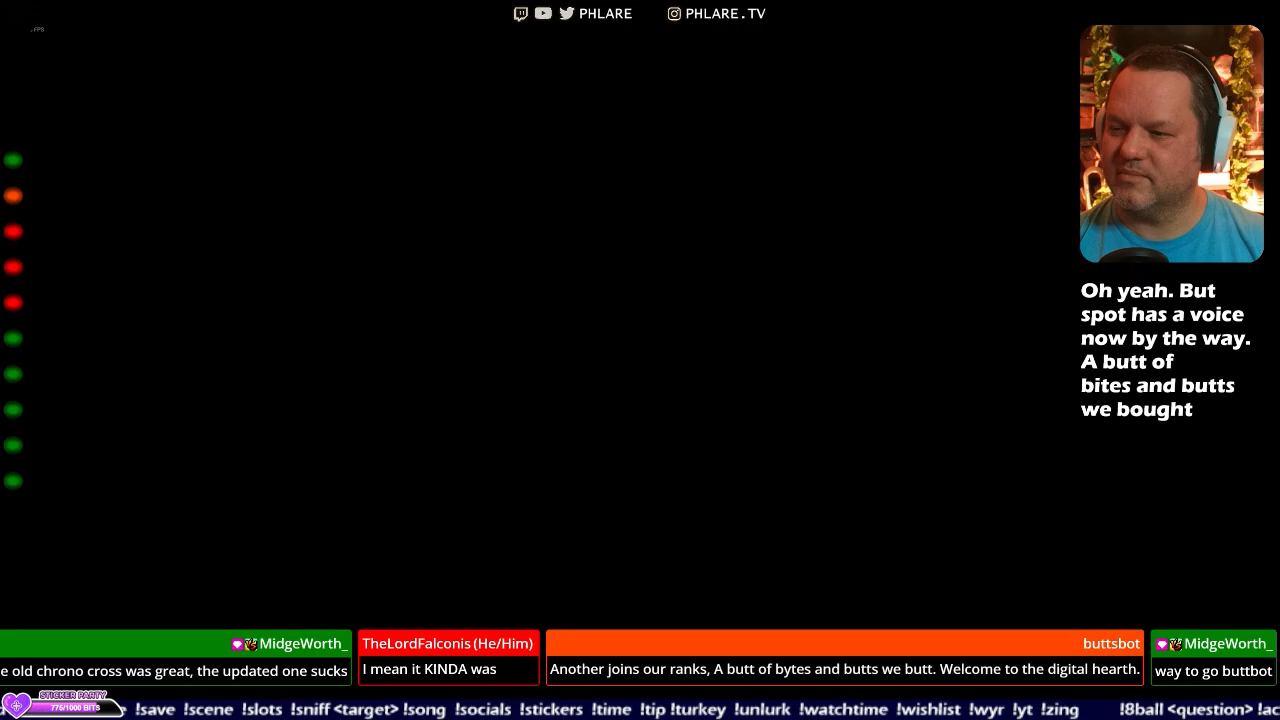 PHLARE
PHLARE.TV
FPS
Oh yeah. But
spot has a voice
now by the way.
A butt of
bites and butts
we bought
MidgeWorth_
e old chrono cross was great, the updated one sucks
TheLordFalconis (He/Him)
I mean it KINDA was
buttsbot
Another joins our ranks, A butt of bytes and butts we butt. Welcome to the digital hearth.
MidgeWorth_
way to go buttbot
STICKER PARTY
775/1000 BITS
!save !scene !slots !sniff <target> !song !socials !stickers !time !tip !turkey !unlurk !watchtime !wishlist !wyr !yt !zing !8ball <question> !ac